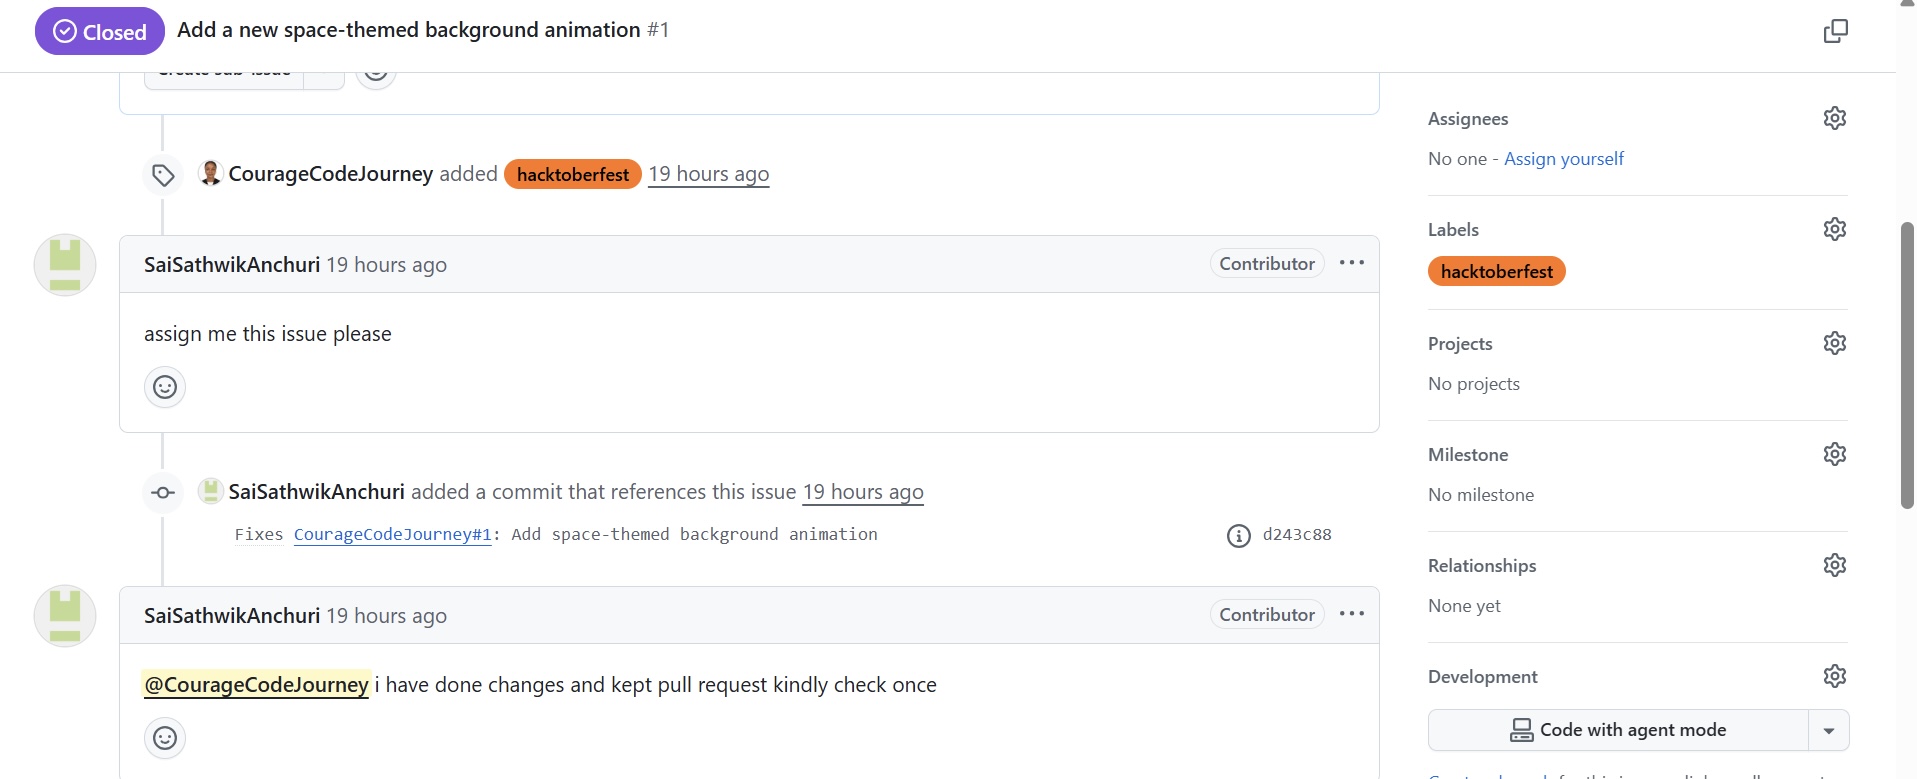 Closed
Add a new space-themed background animation #1
Create sub-issue
CourageCodeJourney added hacktoberfest 19 hours ago
SaiSathwikAnchuri 19 hours ago
Contributor
assign me this issue please
SaiSathwikAnchuri added a commit that references this issue 19 hours ago
Fixes CourageCodeJourney#1: Add space-themed background animation
d243c88
SaiSathwikAnchuri 19 hours ago
Contributor
@CourageCodeJourney i have done changes and kept pull request kindly check once
Assignees
No one - Assign yourself
Labels
hacktoberfest
Projects
No projects
Milestone
No milestone
Relationships
None yet
Development
Code with agent mode